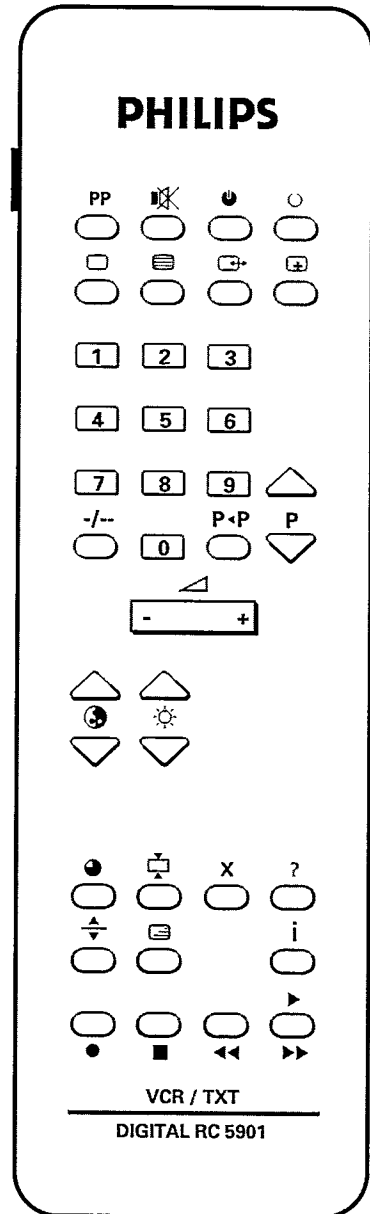 PHILIPS
PP
1 2 3
4 5 6
7 8 9
-/-- P◂P P
0
- +
X ?
i
VCR / TXT
DIGITAL RC 5901